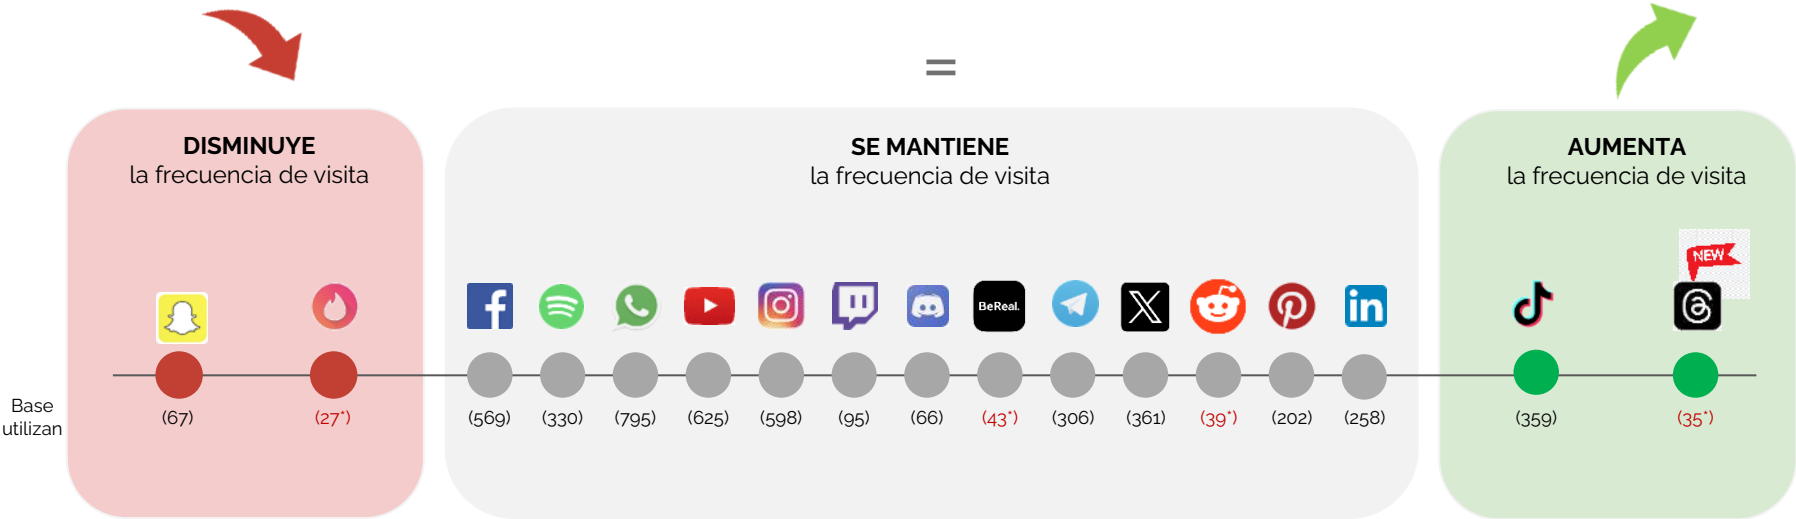 =
DISMINUYE
la frecuencia de visita
SE MANTIENE
la frecuencia de visita
AUMENTA
la frecuencia de visita
NEW
BeReal.
in
Base
utilizan
(67)
(27*)
(569)
(330)
(795)
(625)
(598)
(95)
(66)
(43*)
(306)
(361)
(39*)
(202)
(258)
(359)
(35*)